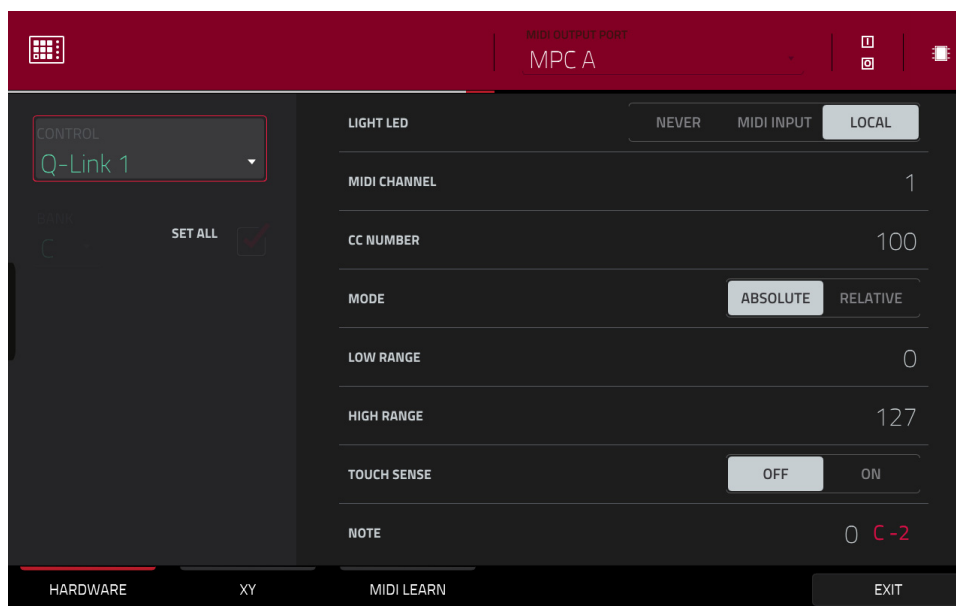 MIDI OUTPUT PORT
MPC A
CONTROL
Q-Link 1
BANK
C
SET ALL
LIGHT LED NEVER MIDI INPUT LOCAL
MIDI CHANNEL 1
CC NUMBER 100
MODE ABSOLUTE RELATIVE
LOW RANGE 0
HIGH RANGE 127
TOUCH SENSE OFF ON
NOTE 0 C -2
HARDWARE XY MIDI LEARN EXIT